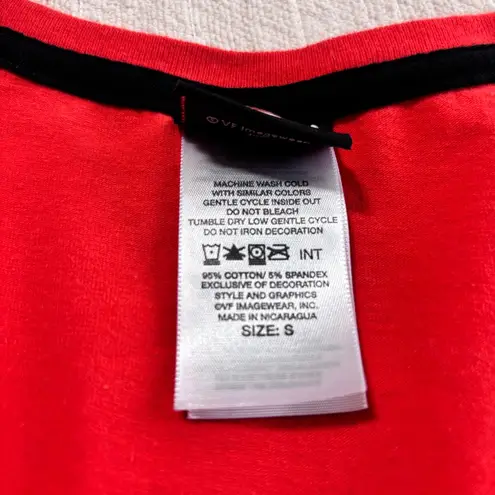 ©VF Imagewear
MACHINE WASH COLD
WITH SIMILAR COLORS
GENTLE CYCLE INSIDE OUT
DO NOT BLEACH
TUMBLE DRY LOW GENTLE CYCLE
DO NOT IRON DECORATION
INT
95% COTTON/ 5% SPANDEX
EXCLUSIVE OF DECORATION
STYLE AND GRAPHICS
©VF IMAGEWEAR, INC.
MADE IN NICARAGUA
SIZE: S